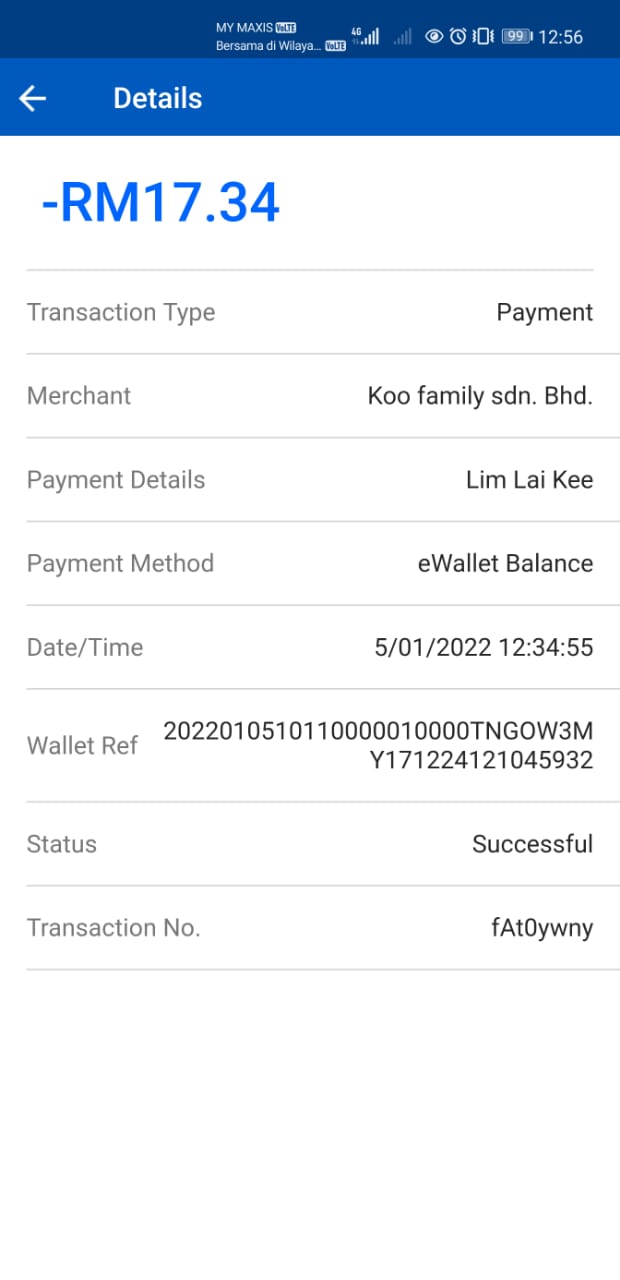 MY MAXIS VoLTE
Bersama di Wilaya... VoLTE
4G
99
12:56
Details
-RM17.34
Transaction Type Payment
Merchant Koo family sdn. Bhd.
Payment Details Lim Lai Kee
Payment Method eWallet Balance
Date/Time 5/01/2022 12:34:55
Wallet Ref 2022010510110000010000TNGOW3M
Y171224121045932
Status Successful
Transaction No. fAt0ywny